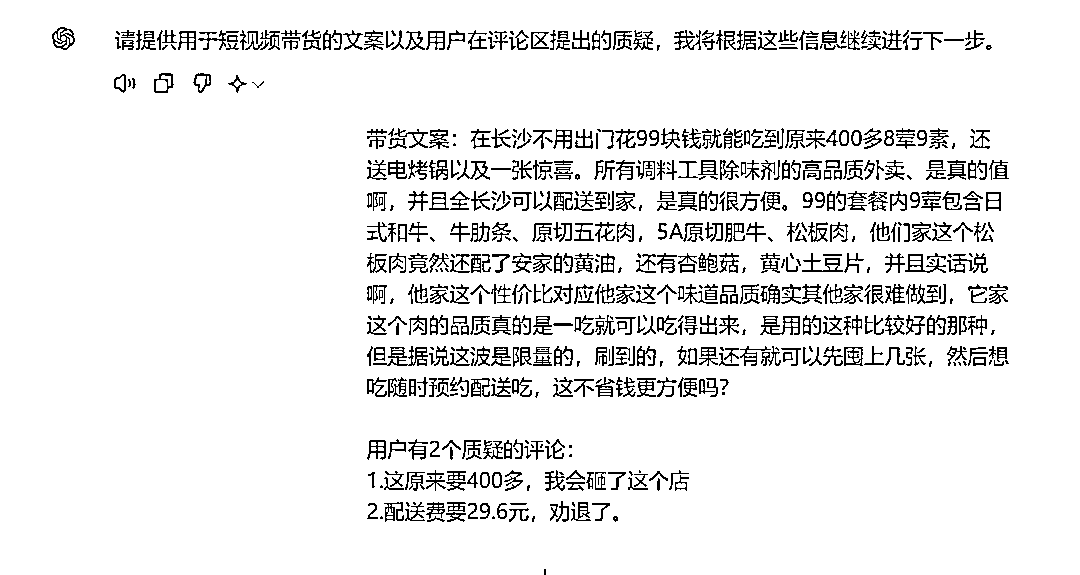 请提供用于短视频带货的文案以及用户在评论区提出的质疑，我将根据这些信息继续进行下一步。
带货文案：在长沙不用出门花99块钱就能吃到原来400多8荤9素，还
送电烤锅以及一张惊喜。所有调料工具除味剂的高品质外卖、是真的值
啊，并且全长沙可以配送到家，是真的很方便。99的套餐内9荤包含日
式和牛、牛肋条、原切五花肉，5A原切肥牛、松板肉，他们家这个松
板肉竟然还配了安家的黄油，还有杏鲍菇，黄心土豆片，并且实话说
啊，他家这个性价比对应他家这个味道品质确实其他家很难做到，它家
这个肉的品质真的是一吃就可以吃得出来，是用的这种比较好的那种，
但是据说这波是限量的，刷到的，如果还有就可以先囤上几张，然后想
吃随时预约配送吃，这不省钱更方便吗？
用户有2个质疑的评论：
1.这原来要400多，我会砸了这个店
2.配送费要29.6元，劝退了。